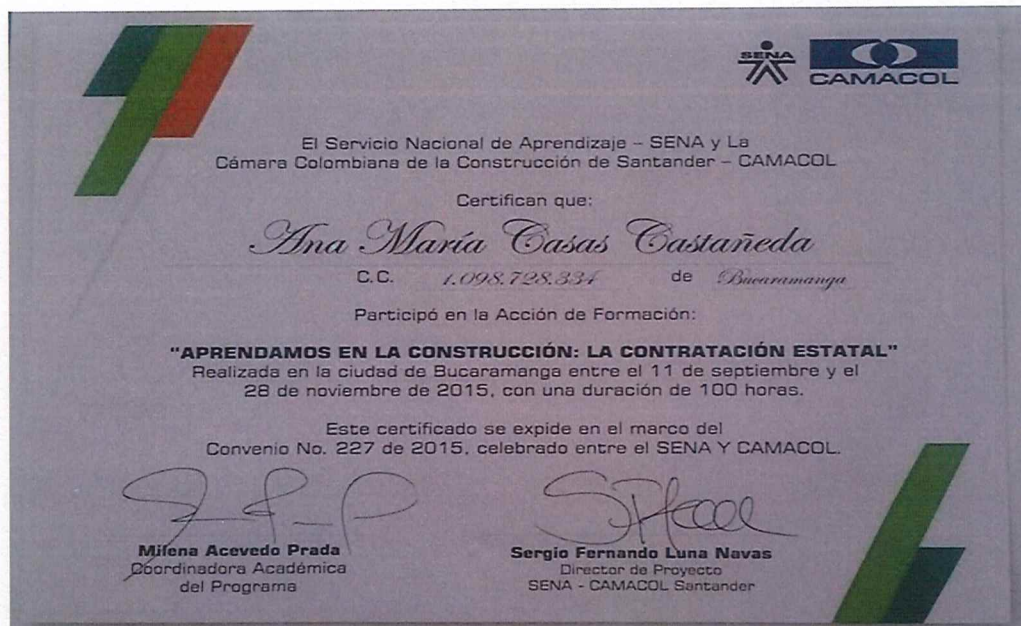 SENA
CAMACOL
El Servicio Nacional de Aprendizaje – SENA y La
Cámara Colombiana de la Construcción de Santander – CAMACOL
Certifican que:
Ana María Casas Castañeda
C.C. 1.098.728.334 de Bucaramanga
Participó en la Acción de Formación:
"APRENDAMOS EN LA CONSTRUCCIÓN: LA CONTRATACIÓN ESTATAL"
Realizada en la ciudad de Bucaramanga entre el 11 de septiembre y el
28 de noviembre de 2015, con una duración de 100 horas.
Este certificado se expide en el marco del
Convenio No. 227 de 2015, celebrado entre el SENA Y CAMACOL.
Milena Acevedo Prada
Coordinadora Académica
del Programa
Sergio Fernando Luna Navas
Director de Proyecto
SENA - CAMACOL Santander